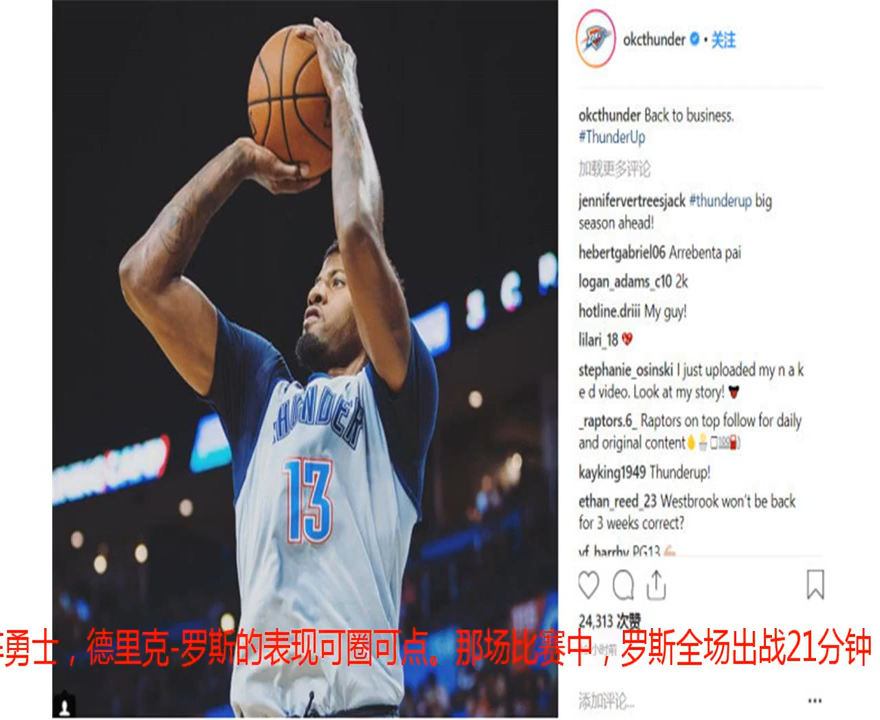 THUNDER
13
okcthunder • 关注
okcthunder Back to business.
#ThunderUp
加载更多评论
jennifervertreesjack #thunderup big
season ahead!
hebertgabriel06 Arrebenta pai
logan_adams_c10 2k
hotline.driii My guy!
lilari_18
stephanie_osinski I just uploaded my n a k
e d video. Look at my story!
_raptors.6_ Raptors on top follow for daily
and original content
kayking1949 Thunderup!
ethan_reed_23 Westbrook won't be back
for 3 weeks correct?
PG13
24,313 次赞
勇士，德里克-罗斯的表现可圈可点。那场比赛中，罗斯全场出战21分钟
小时前
添加评论...